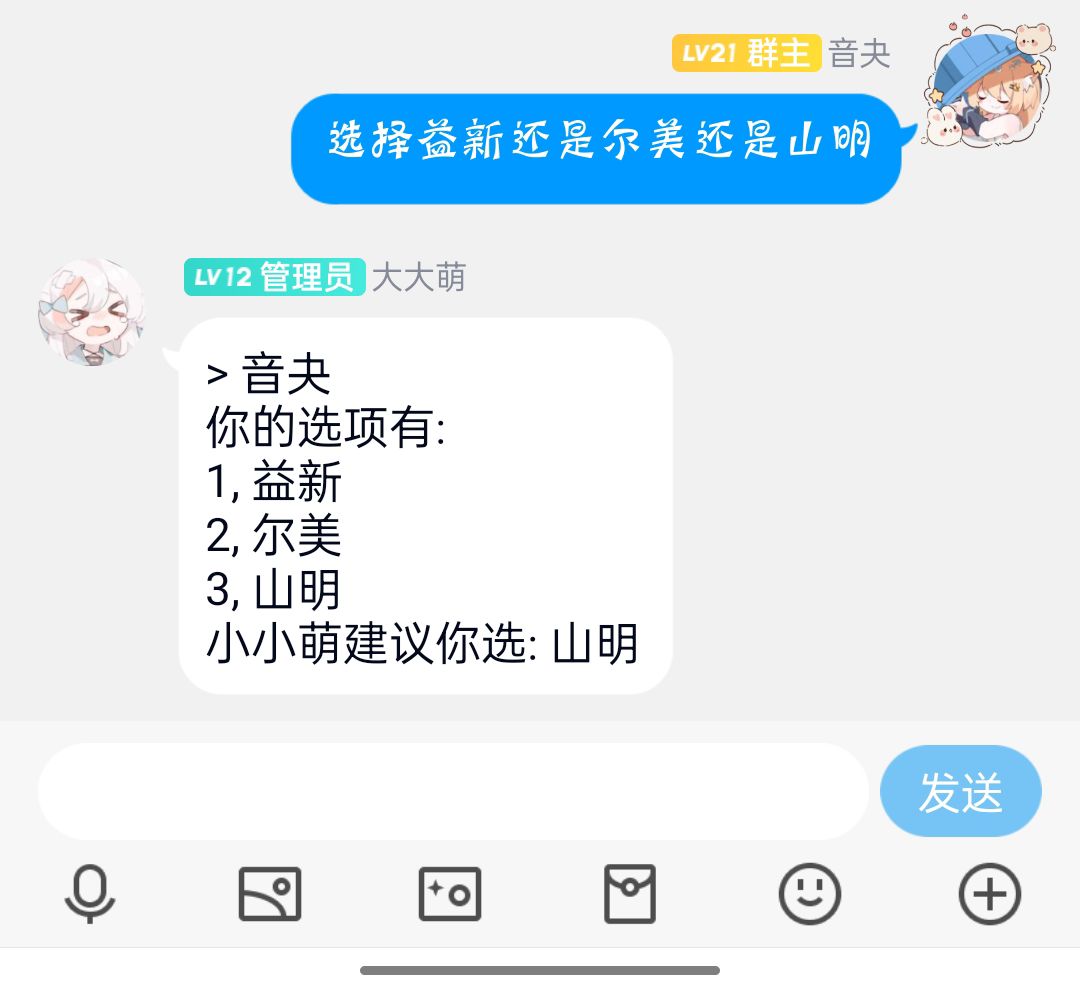 LV21 群主 音夬
选择益新还是尔美还是山明
LV12 管理员 大大萌
> 音夬
你的选项有:
1, 益新
2, 尔美
3, 山明
小小萌建议你选: 山明
发送